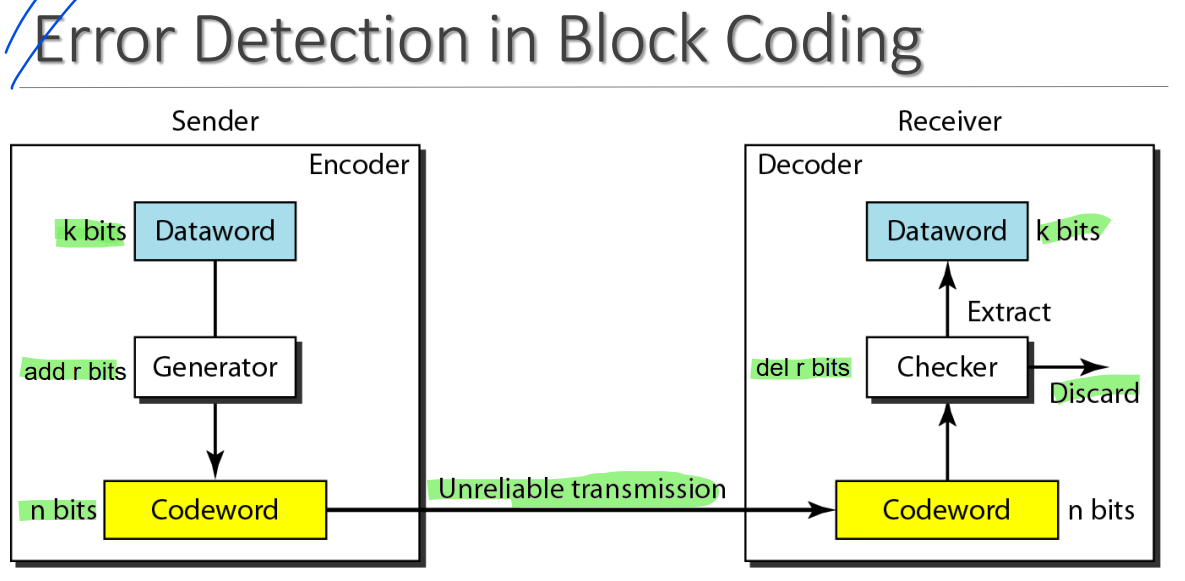 Error Detection in Block Coding
Sender
Receiver
Encoder
Decoder
k bits
Dataword
Dataword
k bits
Extract
add r bits
Generator
del r bits
Checker
Discard
Unreliable transmission
n bits
Codeword
Codeword
n bits